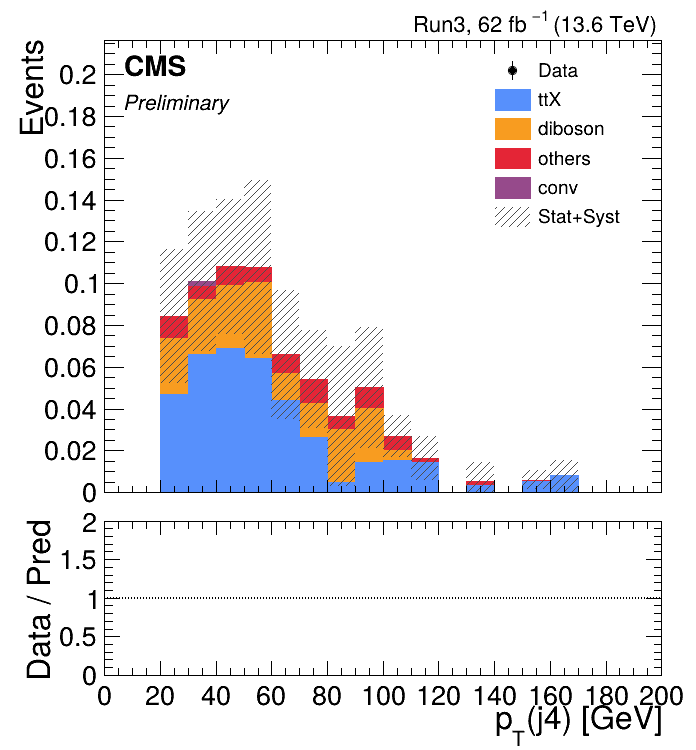 Run3, 62 fb⁻¹ (13.6 TeV)
CMS
Preliminary
Events
0.2
0.18
0.16
0.14
0.12
0.1
0.08
0.06
0.04
0.02
0
Data
ttX
diboson
others
conv
Stat+Syst
Data / Pred
2
1.5
1
0.5
0
0 20 40 60 80 100 120 140 160 180 200
p_T(j4) [GeV]